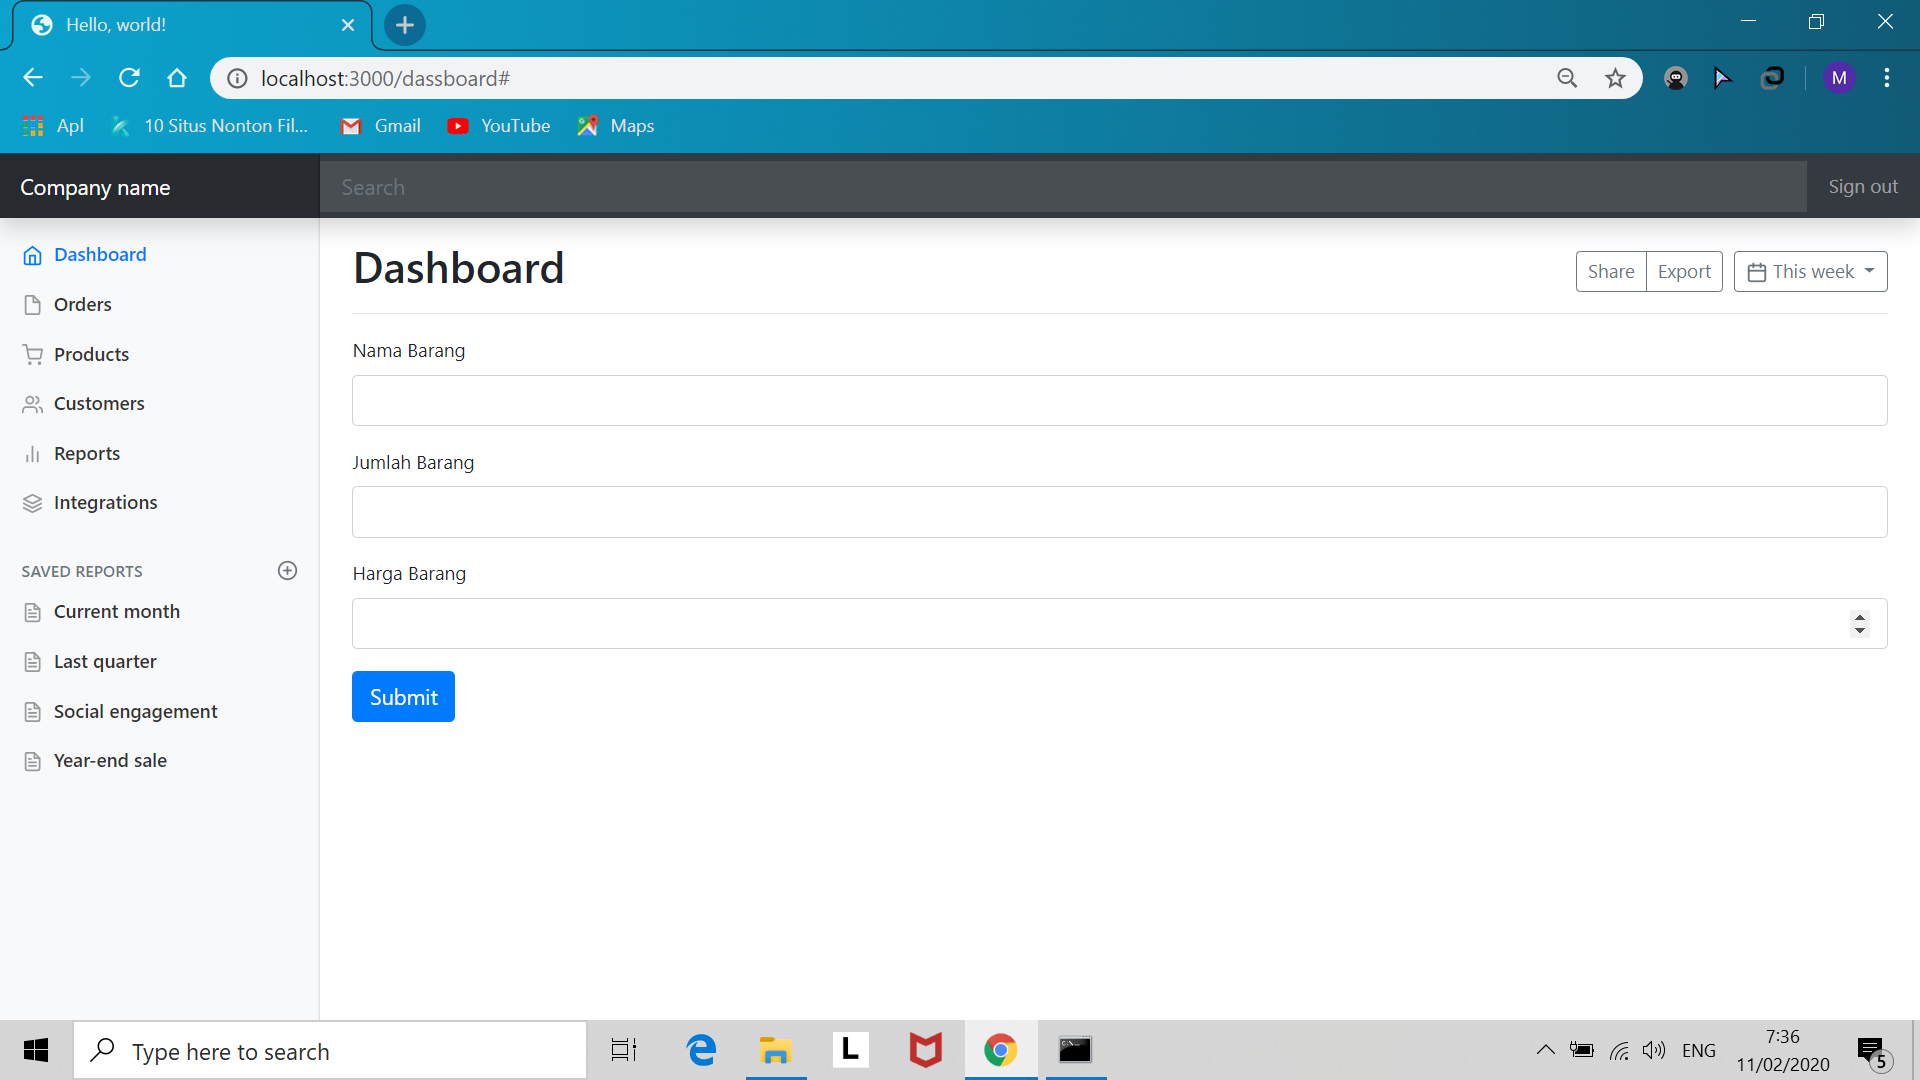 Hello, world!
localhost:3000/dassboard#
M
Apl
10 Situs Nonton Fil...
Gmail
YouTube
Maps
Company name
Search
Sign out
Dashboard
Orders
Products
Customers
Reports
Integrations
SAVED REPORTS
Current month
Last quarter
Social engagement
Year-end sale
Dashboard
Share
Export
This week
Nama Barang
Jumlah Barang
Harga Barang
Submit
Type here to search
L
ENG
7:36
11/02/2020
5